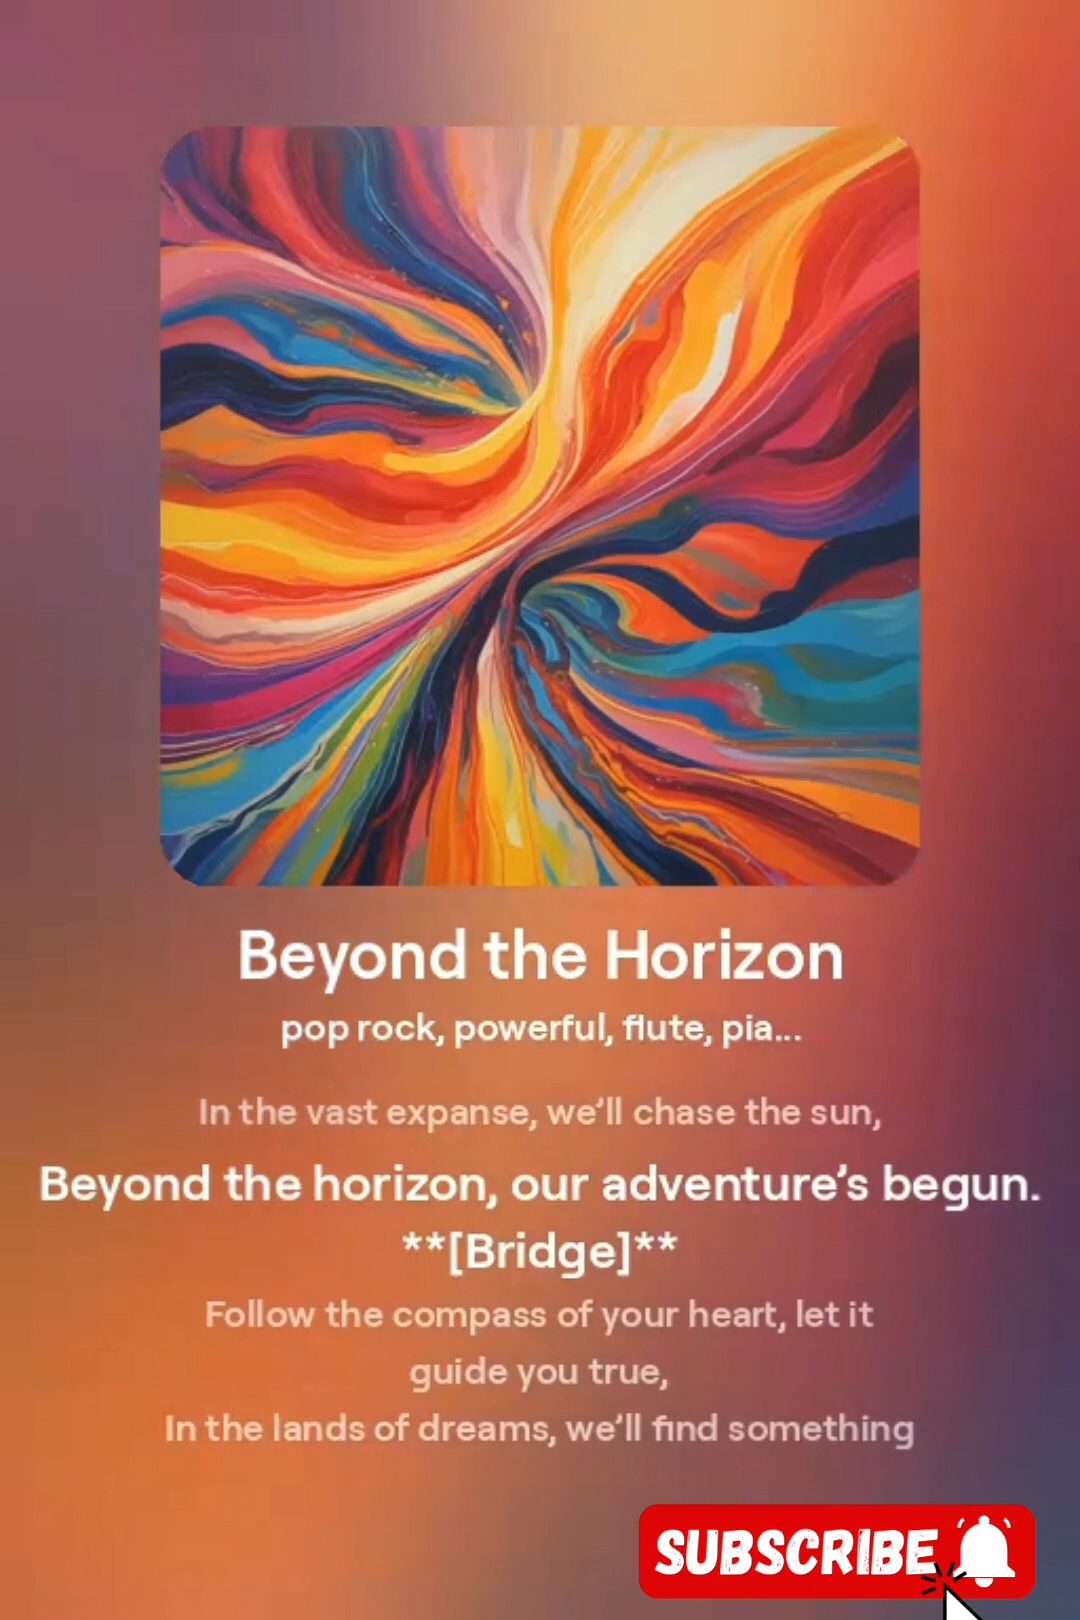 Beyond the Horizon
pop rock, powerful, flute, pia...
In the vast expanse, we’ll chase the sun,
Beyond the horizon, our adventure’s begun.
**[Bridge]**
Follow the compass of your heart, let it
guide you true,
In the lands of dreams, we’ll find something
SUBSCRIBE